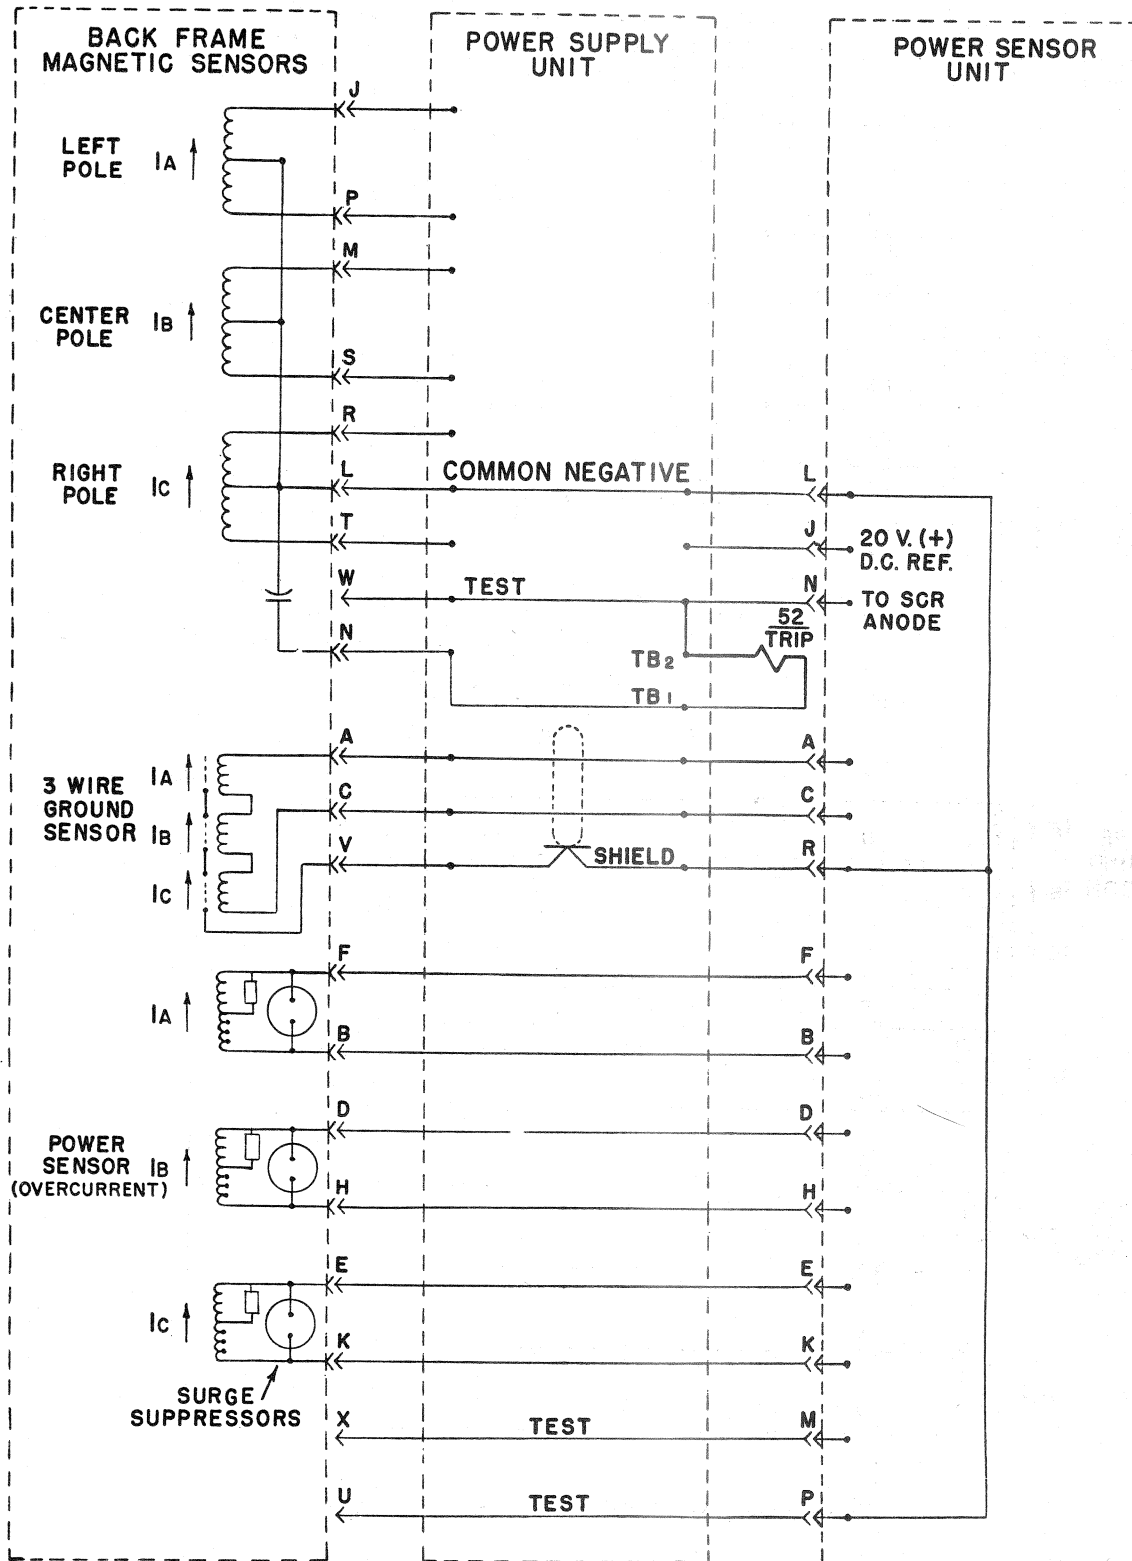 BACK FRAME
MAGNETIC SENSORS
POWER SUPPLY
UNIT
POWER SENSOR
UNIT
J
LEFT
POLE
IA
P
M
CENTER
POLE
IB
S
R
RIGHT
POLE
IC
L
COMMON NEGATIVE
L
T
J
20 V. (+)
D.C. REF.
W
TEST
N
TO SCR
ANODE
52
TRIP
N
TB2
TB1
A
A
3 WIRE
GROUND
SENSOR
IA
IB
IC
C
C
V
SHIELD
R
F
F
IA
B
B
D
D
POWER
SENSOR IB
(OVERCURRENT)
H
H
E
E
IC
K
K
SURGE
SUPPRESSORS
X
TEST
M
U
TEST
P